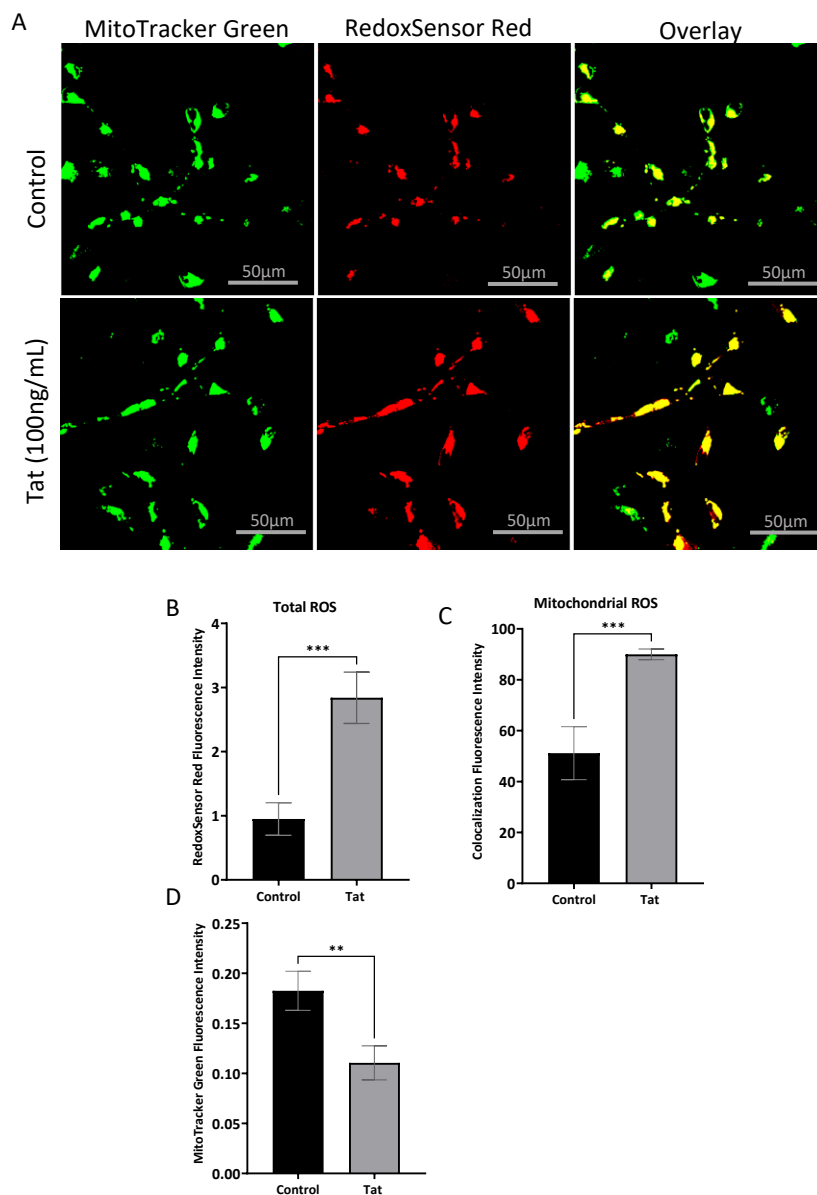 A
MitoTracker Green
RedoxSensor Red
Overlay
Control
50µm
50µm
50µm
Tat (100ng/mL)
50µm
50µm
50µm
B
Total ROS
RedoxSensor Red Fluorescence Intensity
4
3
2
1
0
***
Control
Tat
C
Mitochondrial ROS
Colocalization Fluorescence Intensity
100
80
60
40
20
0
***
Control
Tat
D
MitoTracker Green Fluorescence Intensity
0.25
0.20
0.15
0.10
0.05
0.00
**
Control
Tat